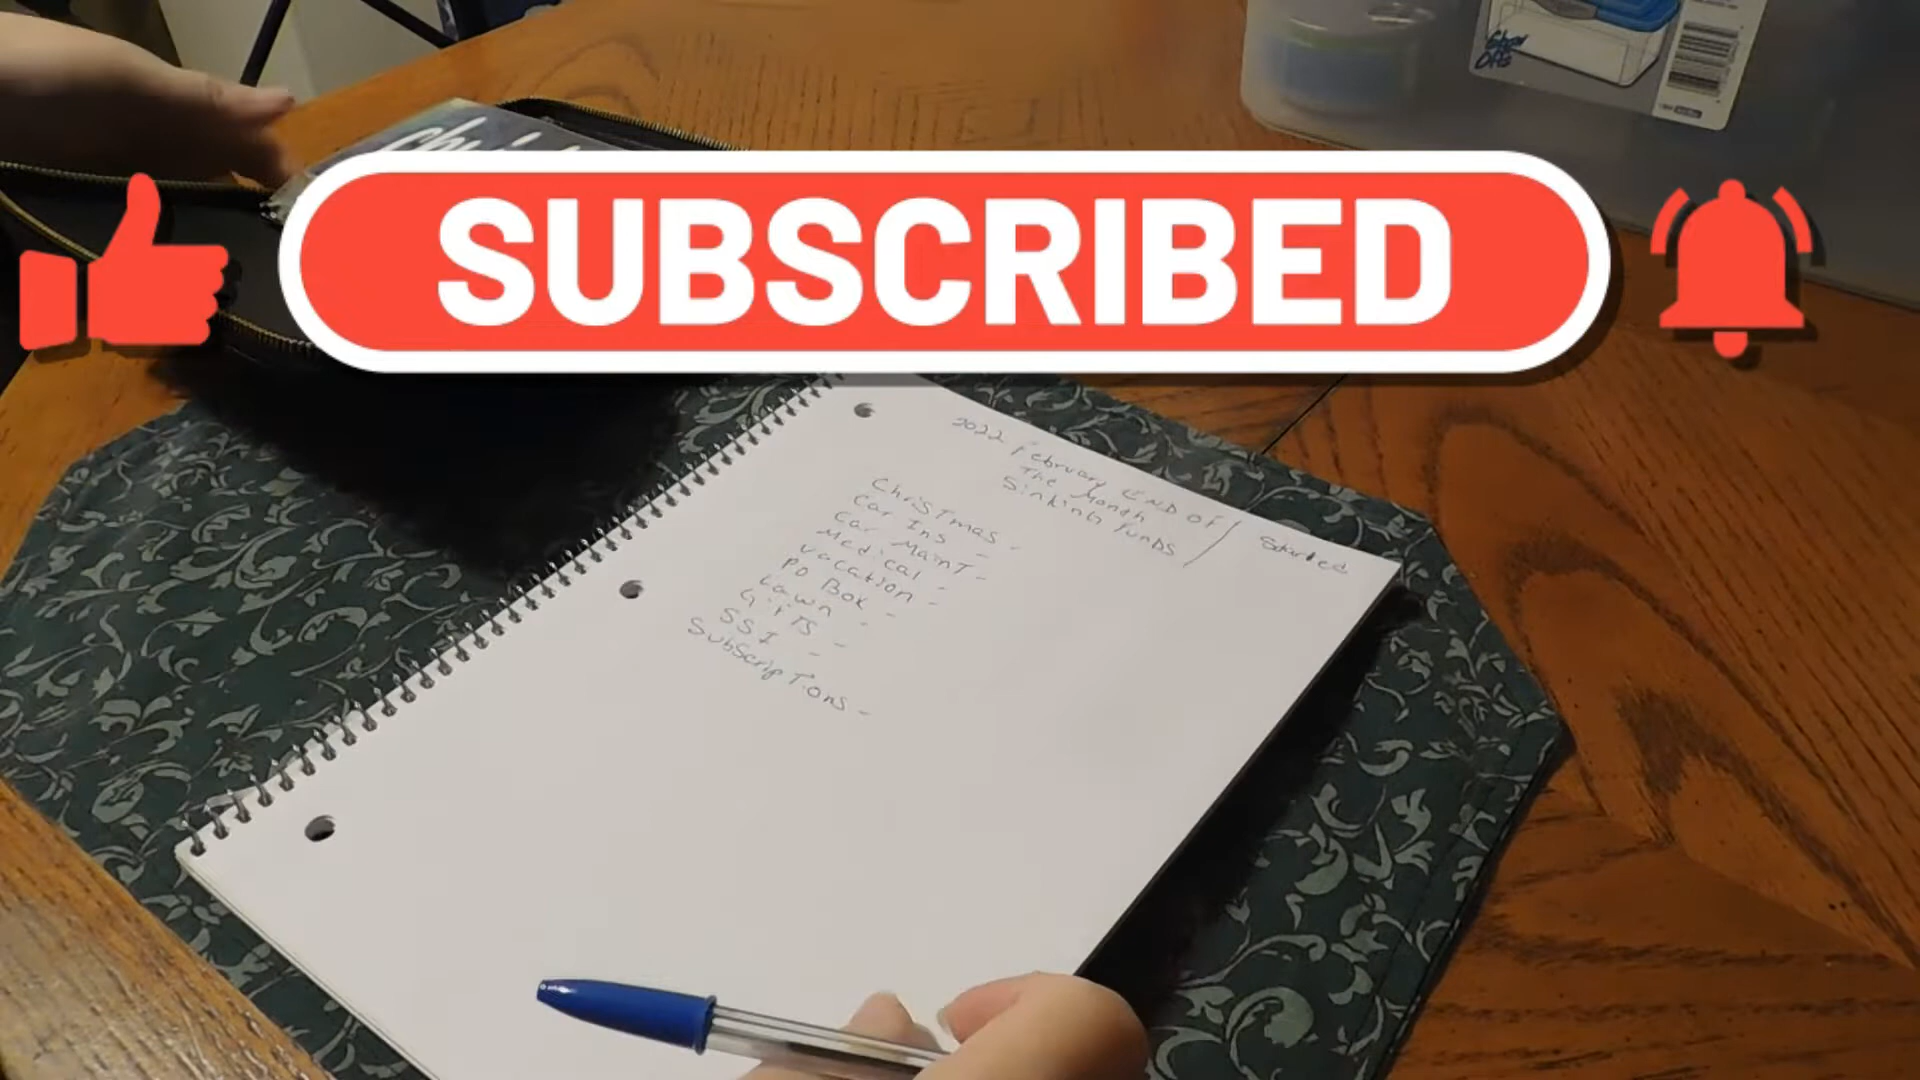 SUBSCRIBED
2022 February END OF
The Month
Sinking Funds
Started
Christmas -
Car Ins -
Car MainT -
Medical -
Vacation -
PO Box -
Lawn -
GifTS -
SSI -
SubscripTions -